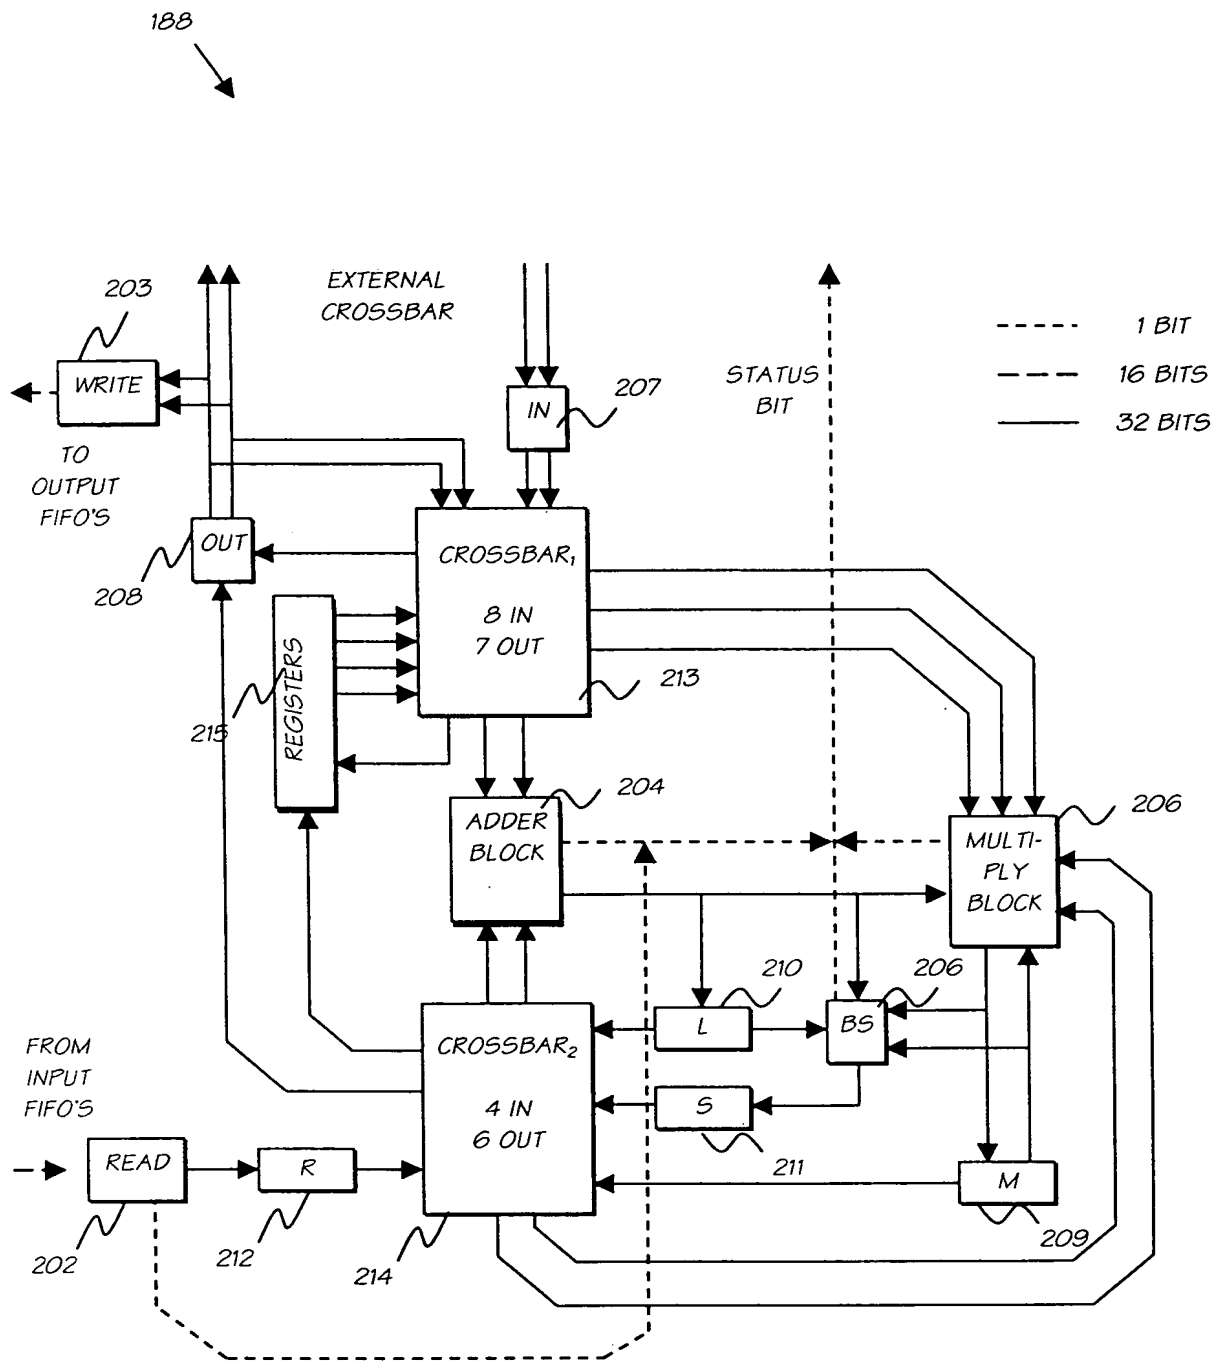 188
203
EXTERNAL
CROSSBAR
1 BIT
WRITE
207
STATUS
BIT
16 BITS
IN
32 BITS
TO
OUTPUT
FIFO'S
OUT
208
CROSSBAR₁
8 IN
7 OUT
213
REGISTERS
215
204
206
ADDER
BLOCK
MULTI-
PLY
BLOCK
210
206
L
BS
FROM
INPUT
FIFO'S
CROSSBAR₂
4 IN
6 OUT
S
211
READ
R
M
202
212
214
209